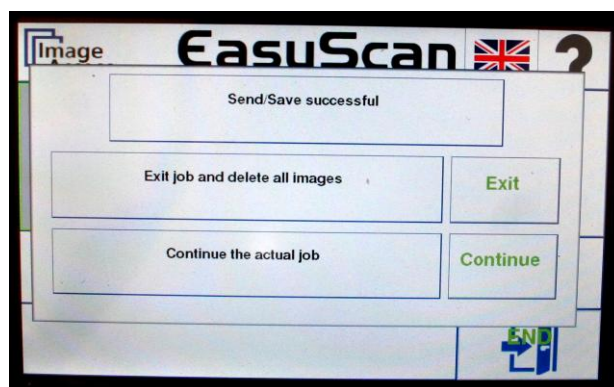 Image
EasuScan
?
Send/Save successful
Exit job and delete all images
Exit
Continue the actual job
Continue
END